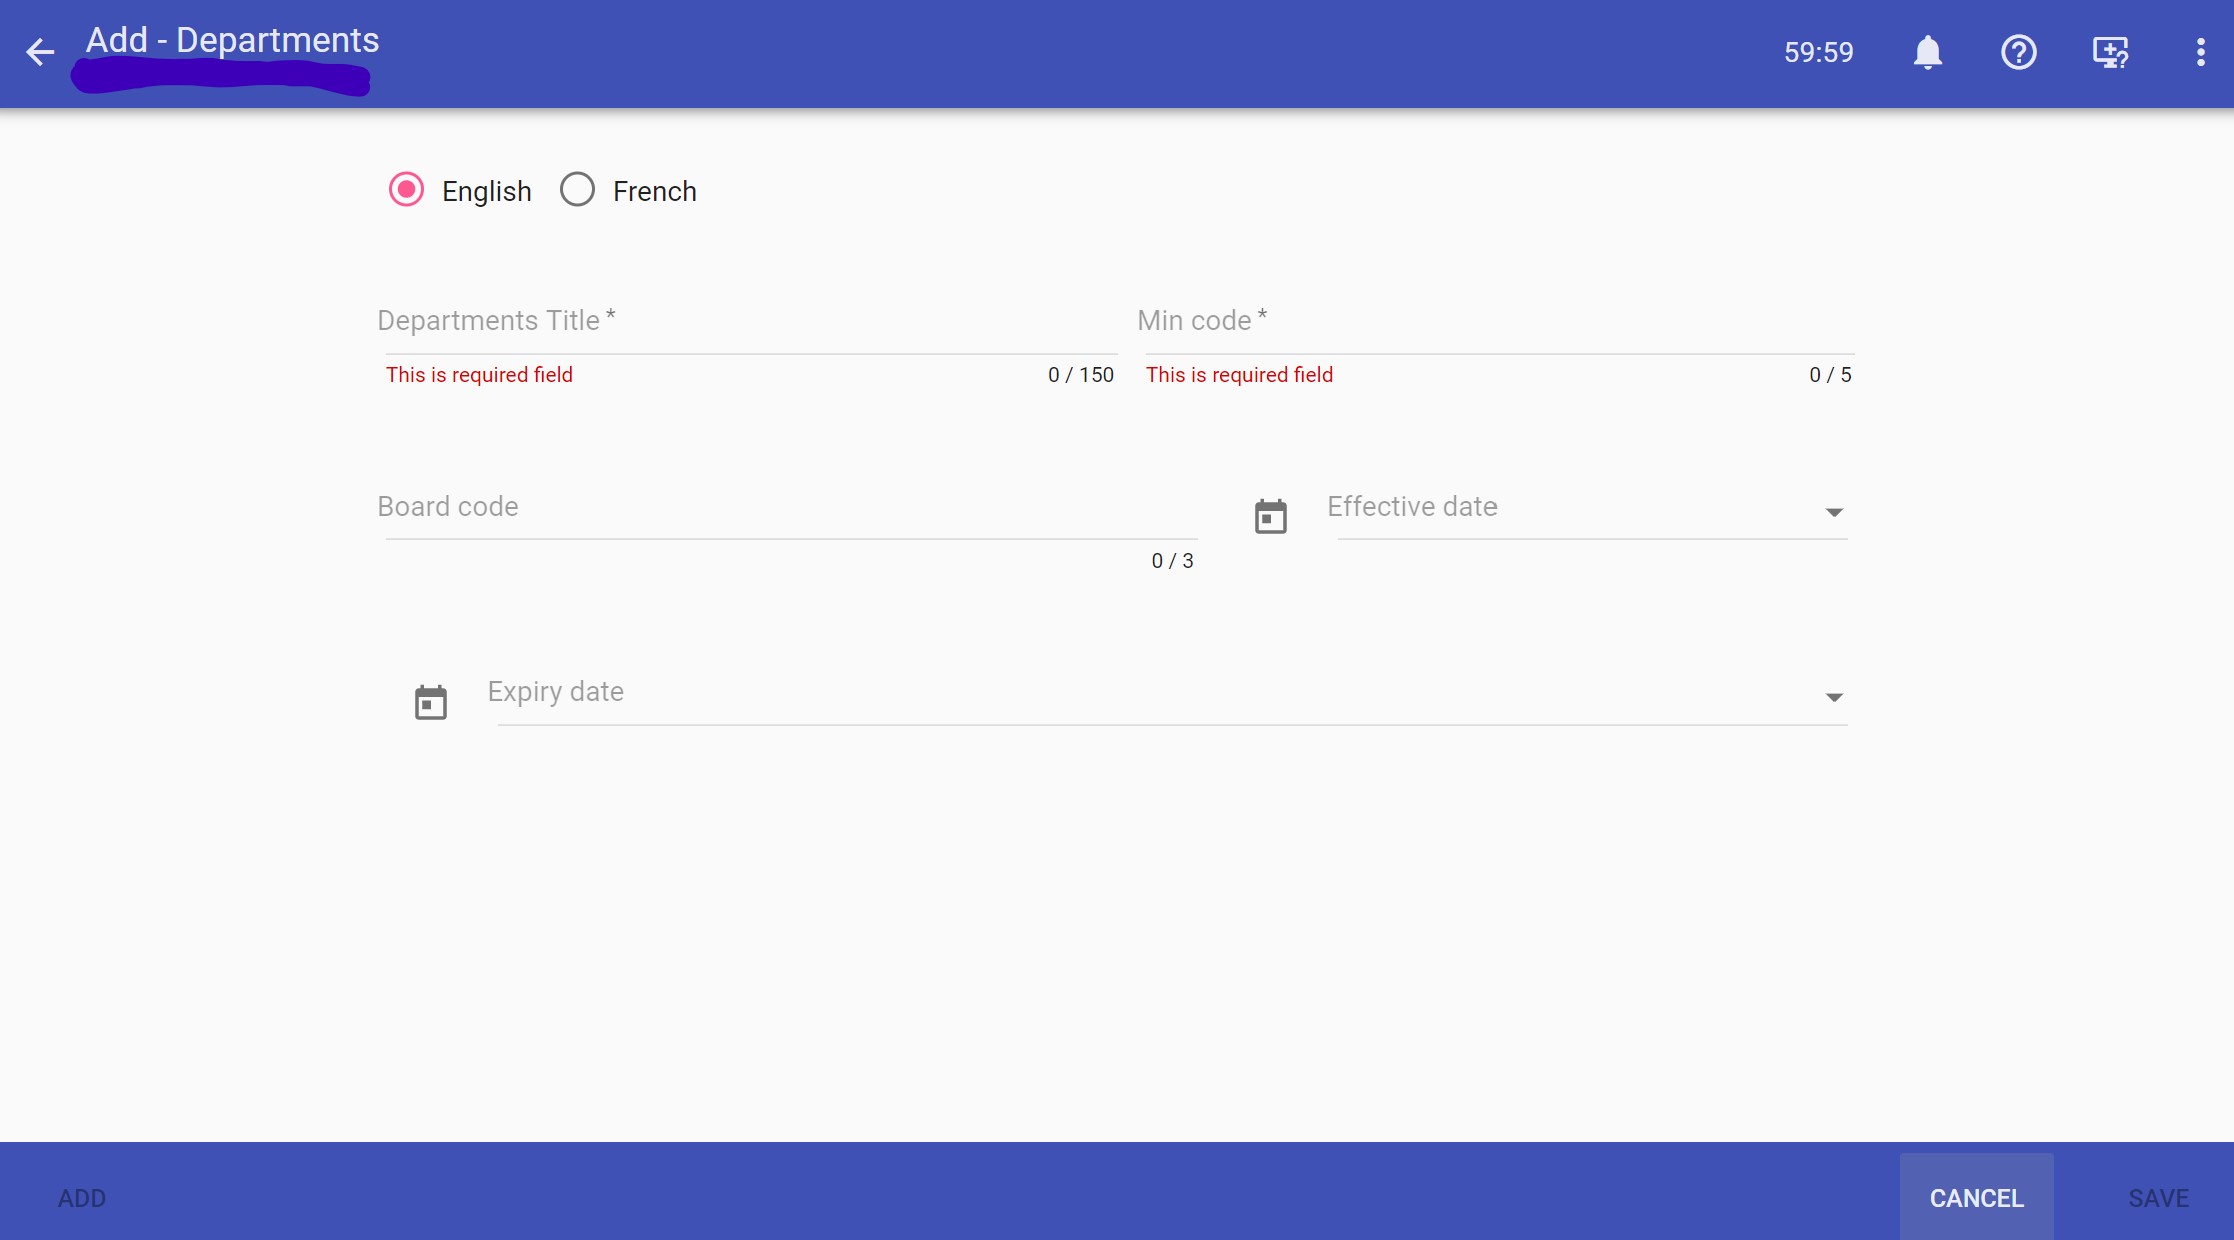 Add - Departments
59:59
English French
Departments Title * Min code *
This is required field 0 / 150 This is required field 0 / 5
Board code Effective date
0 / 3
Expiry date
ADD CANCEL SAVE